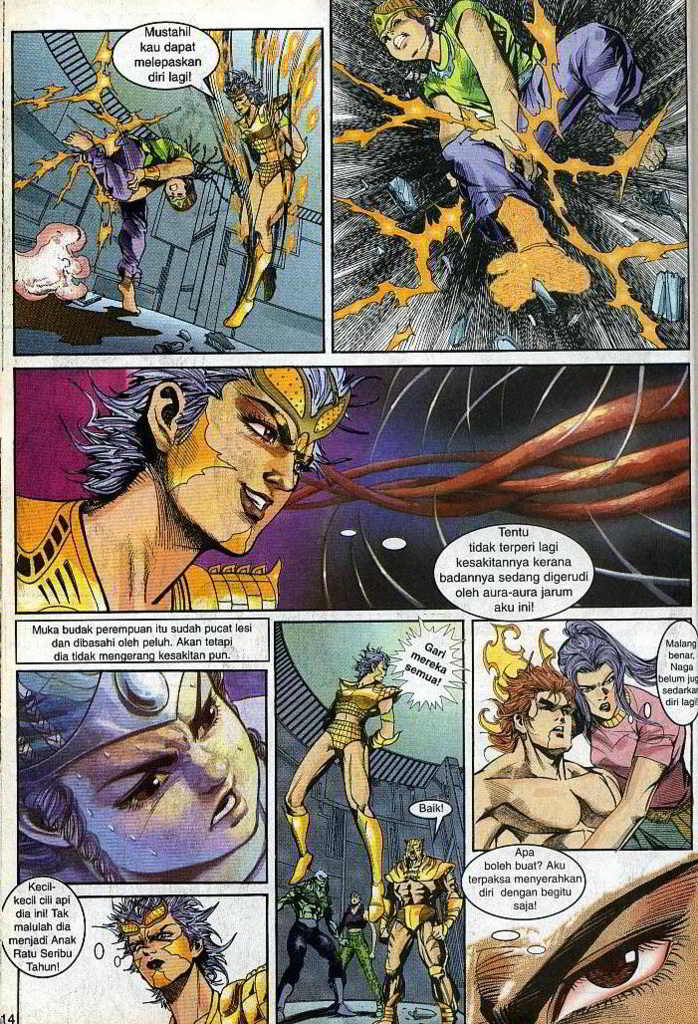 Mustahil
kau dapat
melepaskan
diri lagi!
Tentu
tidak terperi lagi
kesakitannya kerana
badannya sedang digerudi
oleh aura-aura jarum
aku ini!
Muka budak perempuan itu sudah pucat lesi
dan dibasahi oleh peluh. Akan tetapi
dia tidak mengerang kesakitan pun.
Kecil-
kecil cili api
dia ini! Tak
malulah dia
menjadi Anak
Ratu Seribu
Tahun!
Gari
mereka
semua!
Baik!
Malang
benar,
Naga
belum jug
sedarkan
diri lagi
Apa
boleh buat? Aku
terpaksa menyerahkan
diri dengan begitu
saja!
14